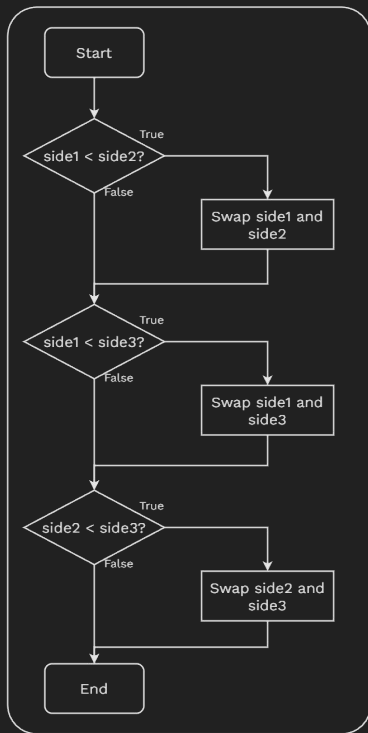 Start
True
side1 < side2?
False
Swap side1 and
side2
True
side1 < side3?
False
Swap side1 and
side3
True
side2 < side3?
False
Swap side2 and
side3
End